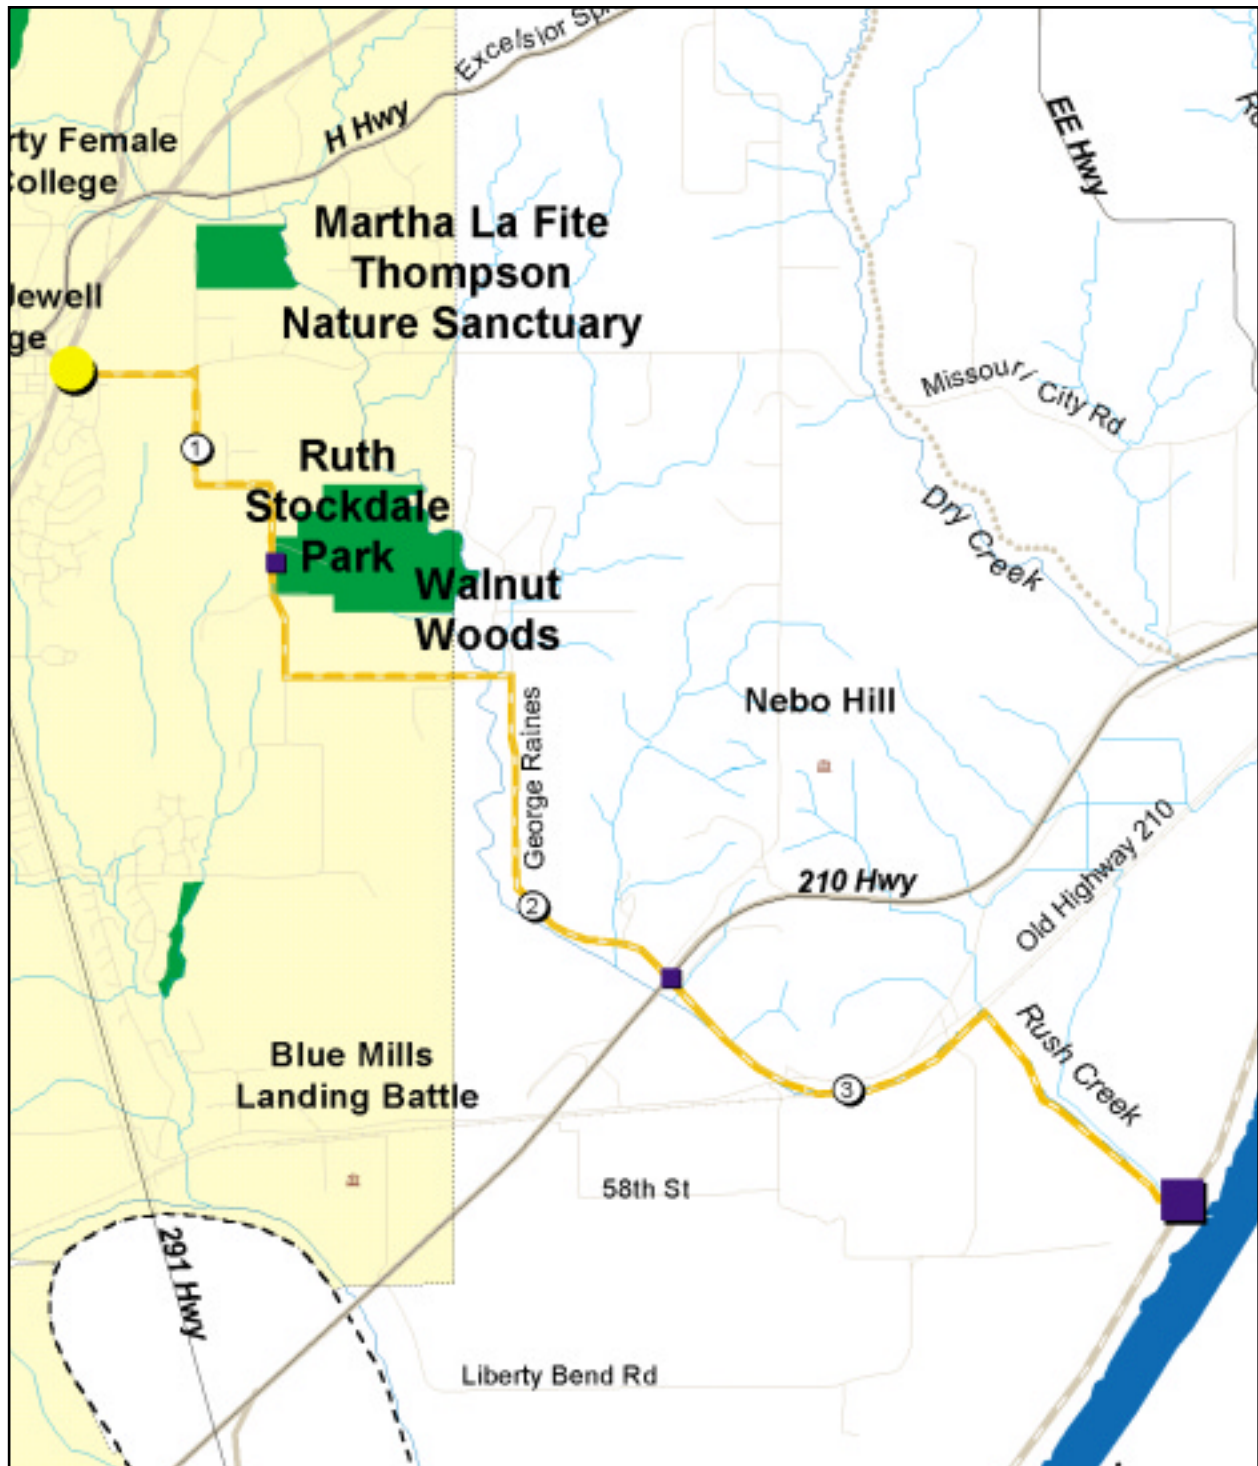 Excelsior Spr
H Hwy
EE Hwy
rty Female
College
Martha La Fite
Thompson
Nature Sanctuary
Jewell
ge
Missouri City Rd
1
Ruth
Stockdale
Park
Walnut
Woods
Dry Creek
George Raines
Nebo Hill
2
210 Hwy
Old Highway 210
Rush Creek
3
Blue Mills
Landing Battle
58th St
291 Hwy
Liberty Bend Rd